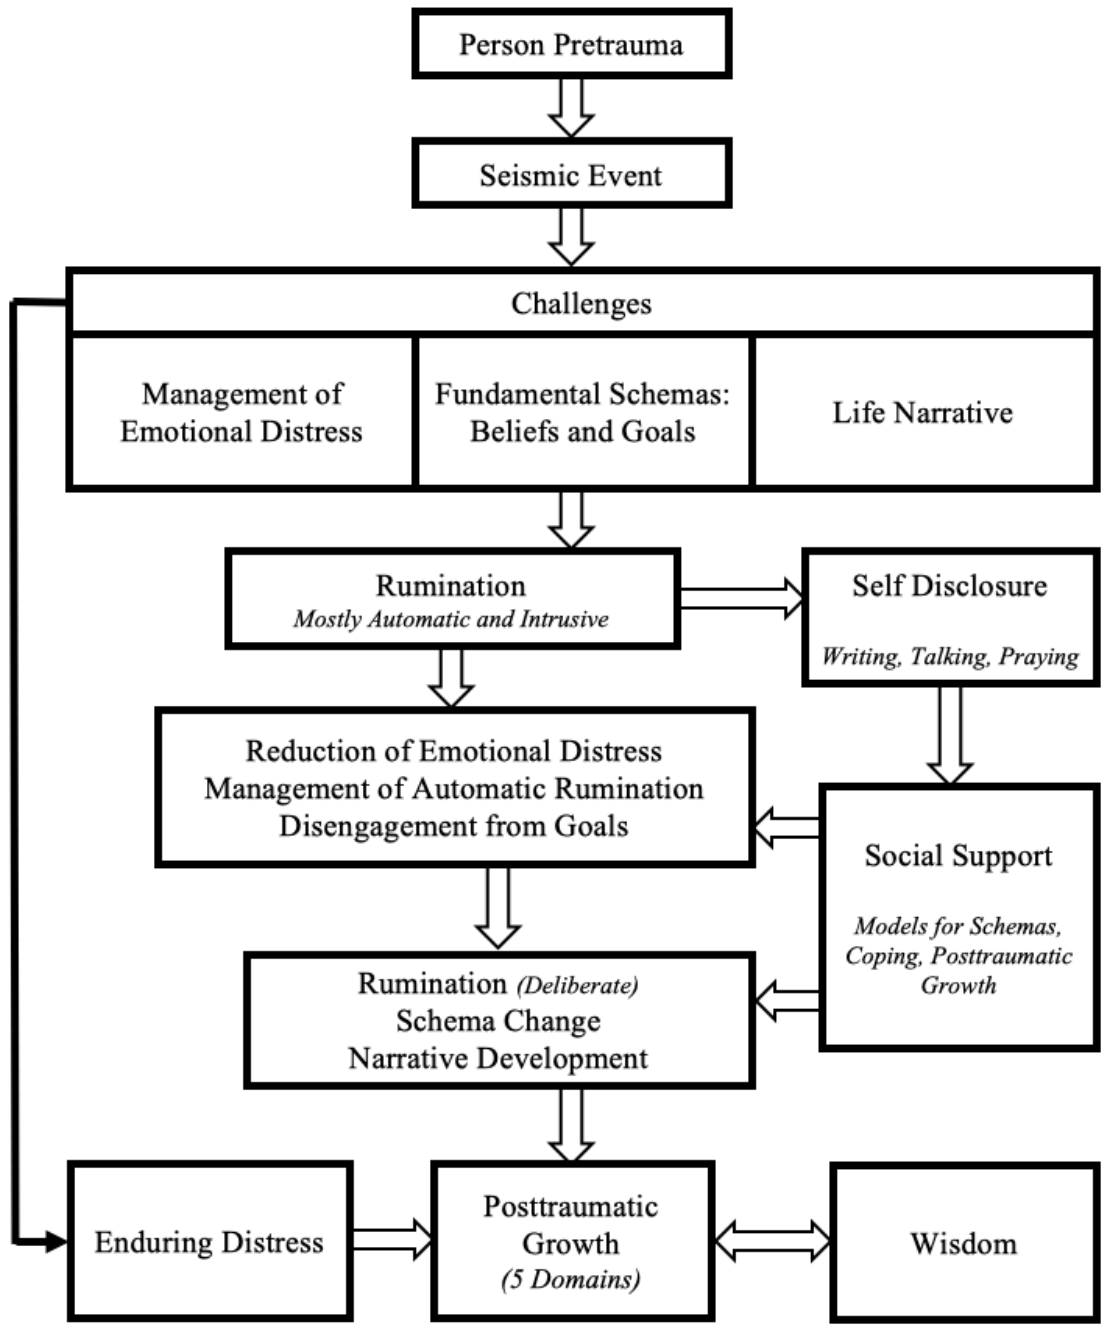 Person Pretrauma
Seismic Event
Challenges
Management of
Emotional Distress
Fundamental Schemas:
Beliefs and Goals
Life Narrative
Rumination
Mostly Automatic and Intrusive
Self Disclosure
Writing, Talking, Praying
Reduction of Emotional Distress
Management of Automatic Rumination
Disengagement from Goals
Social Support
Models for Schemas,
Coping, Posttraumatic
Growth
Rumination (Deliberate)
Schema Change
Narrative Development
Enduring Distress
Posttraumatic
Growth
(5 Domains)
Wisdom